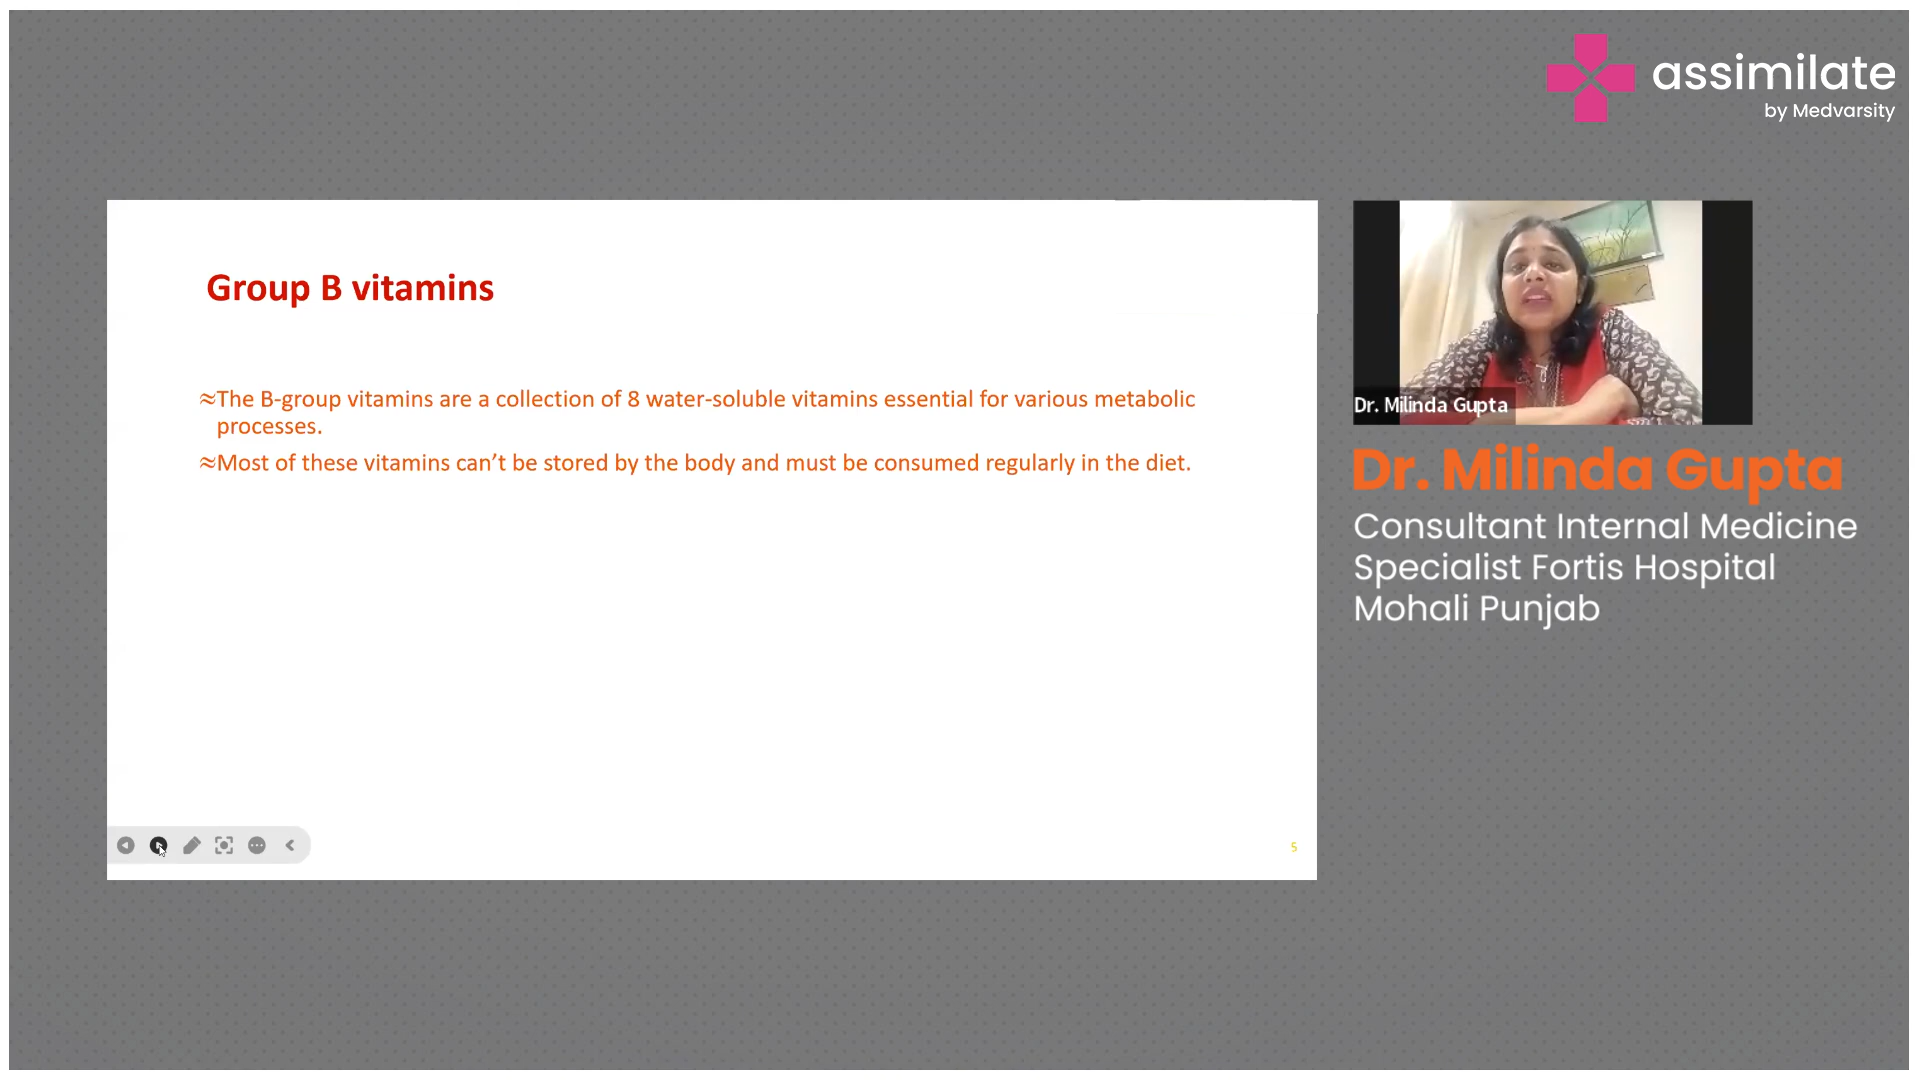 assimilate
by Medvarsity
Group B vitamins
≈The B-group vitamins are a collection of 8 water-soluble vitamins essential for various metabolic
processes.
≈Most of these vitamins can’t be stored by the body and must be consumed regularly in the diet.
5
Dr. Milinda Gupta
Dr. Milinda Gupta
Consultant Internal Medicine
Specialist Fortis Hospital
Mohali Punjab